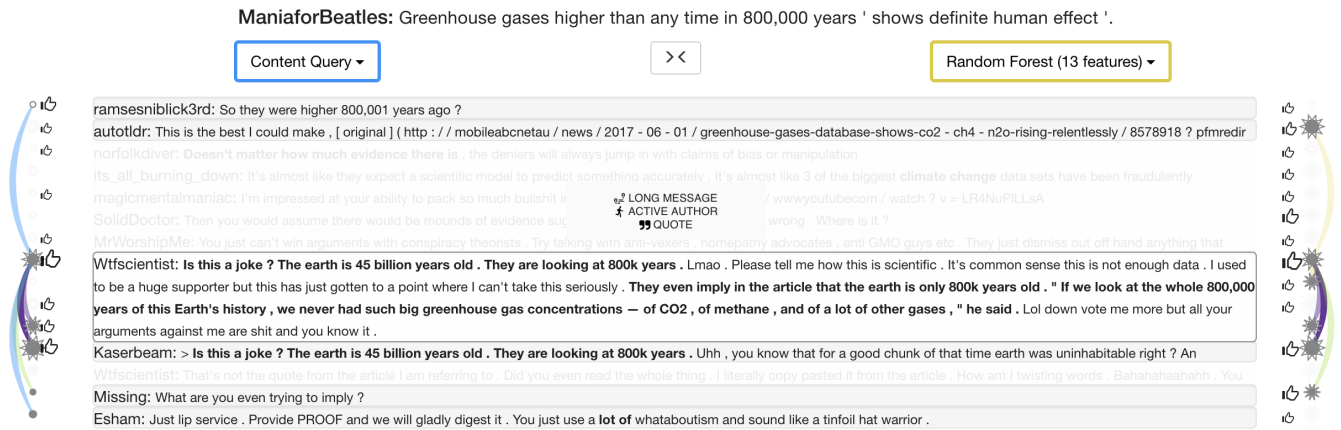 ManiaforBeatles: Greenhouse gases higher than any time in 800,000 years ' shows definite human effect '.
Content Query
Random Forest (13 features)
ramsesniblick3rd: So they were higher 800,001 years ago ?
autotldr: This is the best I could make , [ original ] ( http : / / mobileabcnetau / news / 2017 - 06 - 01 / greenhouse-gases-database-shows-co2 - ch4 - n2o-rising-relentlessly / 8578918 ? pfmredir
norfolkdiver: Doesn't matter how much evidence there is , the deniers will always jump in with claims of bias or manipulation
its_all_burning_down: It's almost like they expect a scientific model to predict something accurately . It's almost like 3 of the biggest climate change data sets have been fraudulently
magicmentalmaniac: I'm impressed at your ability to pack so much bullshit in / wwwyoutubecom / watch ? v = LR4NuPlLLsA
SolidDoctor: Then you would assume there would be mounds of evidence suc wrong . Where is it ?
MrWorshipMe: You just can't win arguments with conspiracy theorists . Try talking with anti-vexers , homepathy advocates , anti GMO guys etc . They just dismiss out off hand anything that
LONG MESSAGE
ACTIVE AUTHOR
QUOTE
Wtfscientist: Is this a joke ? The earth is 45 billion years old . They are looking at 800k years . Lmao . Please tell me how this is scientific . It's common sense this is not enough data . I used
to be a huge supporter but this has just gotten to a point where I can't take this seriously . They even imply in the article that the earth is only 800k years old . " If we look at the whole 800,000
years of this Earth's history , we never had such big greenhouse gas concentrations — of CO2 , of methane , and of a lot of other gases , " he said . Lol down vote me more but all your
arguments against me are shit and you know it .
Kaserbeam: > Is this a joke ? The earth is 45 billion years old . They are looking at 800k years . Uhh , you know that for a good chunk of that time earth was uninhabitable right ? An
Wtfscientist: That's not the quote from the article I am referring to . Did you even read the whole thing . I literally copy pasted it from the article . How am I twisting words . Bahahahaahahh . You
Missing: What are you even trying to imply ?
Esham: Just lip service . Provide PROOF and we will gladly digest it . You just use a lot of whataboutism and sound like a tinfoil hat warrior .